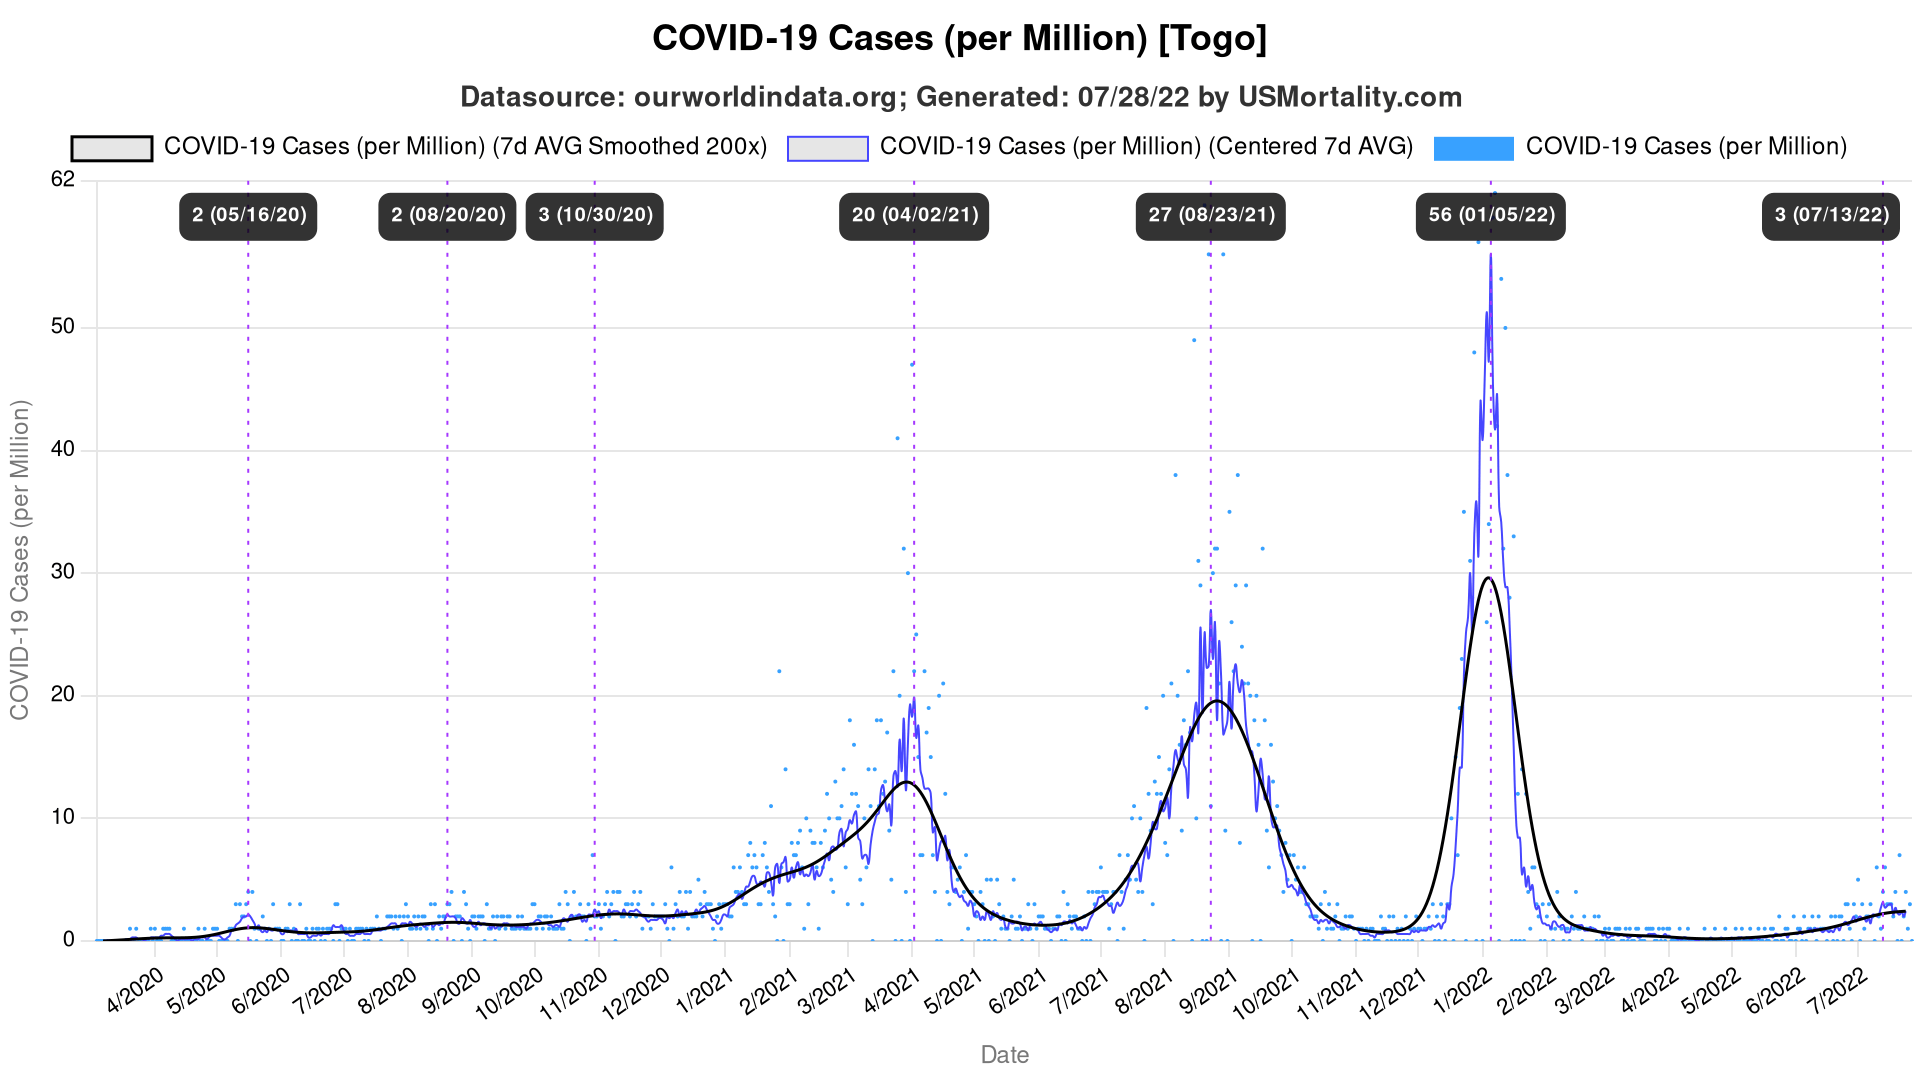 COVID-19 Cases (per Million) [Togo]
Datasource: ourworldindata.org; Generated: 07/28/22 by USMortality.com
COVID-19 Cases (per Million) (7d AVG Smoothed 200x) COVID-19 Cases (per Million) (Centered 7d AVG) COVID-19 Cases (per Million)
62
2 (05/16/20) 2 (08/20/20) 3 (10/30/20) 20 (04/02/21) 27 (08/23/21) 56 (01/05/22) 3 (07/13/22)
50
40
30
20
10
0
COVID-19 Cases (per Million)
4/2020 5/2020 6/2020 7/2020 8/2020 9/2020 10/2020 11/2020 12/2020 1/2021 2/2021 3/2021 4/2021 5/2021 6/2021 7/2021 8/2021 9/2021 10/2021 11/2021 12/2021 1/2022 2/2022 3/2022 4/2022 5/2022 6/2022 7/2022
Date